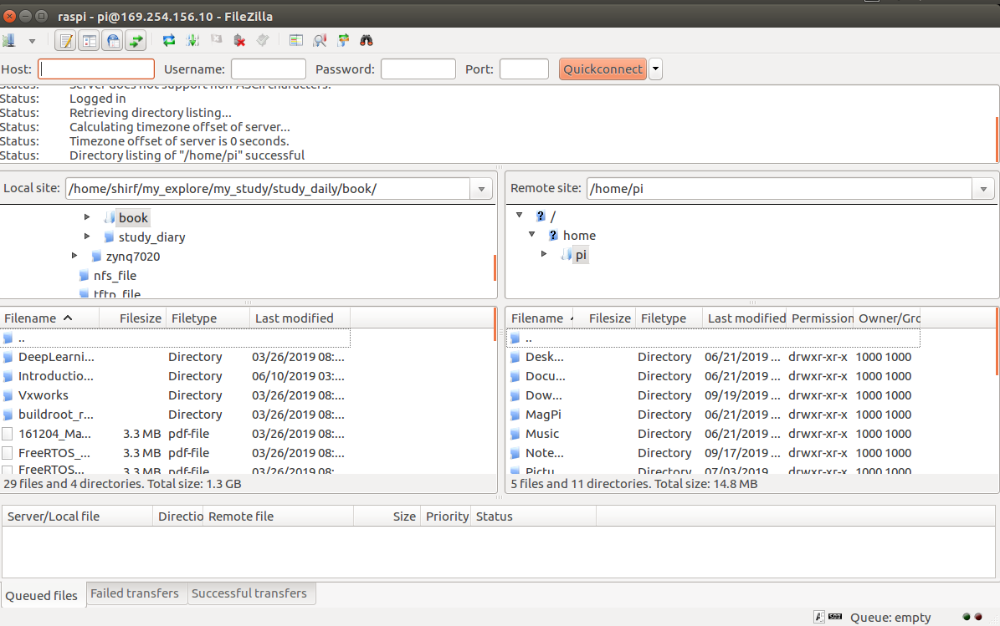 raspi - pi@169.254.156.10 - FileZilla
Host: Username: Password: Port: Quickconnect
Status: Server does not support non-ASCII characters.
Status: Logged in
Status: Retrieving directory listing...
Status: Calculating timezone offset of server...
Status: Timezone offset of server is 0 seconds.
Status: Directory listing of "/home/pi" successful
Local site: /home/shirf/my_explore/my_study/study_daily/book/
book
study_diary
zynq7020
nfs_file
tftp_file
Remote site: /home/pi
/
home
pi
Filename Filesize Filetype Last modified
..
DeepLearni... Directory 03/26/2019 08:...
Introductio... Directory 06/10/2019 03:...
Vxworks Directory 03/26/2019 08:...
buildroot_r... Directory 03/26/2019 08:...
161204_Ma... 3.3 MB pdf-file 03/26/2019 08:...
FreeRTOS_... 3.3 MB pdf-file 03/26/2019 08:...
FreeRTOS_... 3.3 MB pdf-file 03/26/2019 08:...
29 files and 4 directories. Total size: 1.3 GB
Filename Filesize Filetype Last modified Permission Owner/Gro
..
Desk... Directory 06/21/2019 ... drwxr-xr-x 1000 1000
Docu... Directory 06/21/2019 ... drwxr-xr-x 1000 1000
Dow... Directory 09/19/2019 ... drwxr-xr-x 1000 1000
MagPi Directory 06/21/2019 ... drwxr-xr-x 1000 1000
Music Directory 06/21/2019 ... drwxr-xr-x 1000 1000
Note... Directory 09/17/2019 ... drwxr-xr-x 1000 1000
Pictu... Directory 07/03/2019 ... drwxr-xr-x 1000 1000
5 files and 11 directories. Total size: 14.8 MB
Server/Local file Directio Remote file Size Priority Status
Queued files Failed transfers Successful transfers
Queue: empty